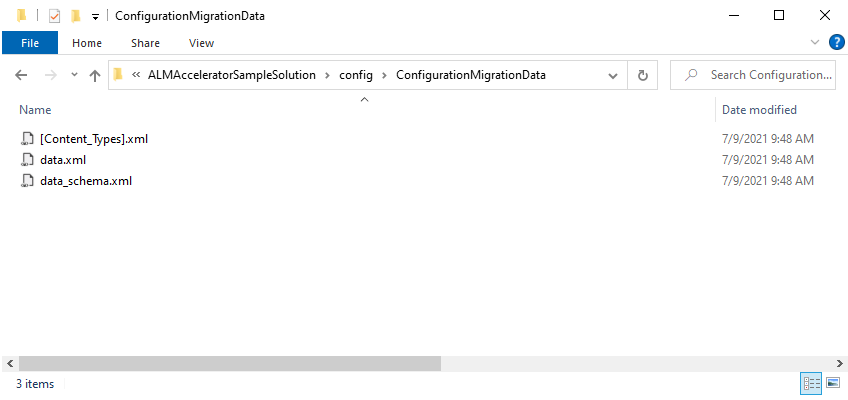 ConfigurationMigrationData
File Home Share View
« ALMAcceleratorSampleSolution › config › ConfigurationMigrationData Search Configuration...
Name Date modified
[Content_Types].xml 7/9/2021 9:48 AM
data.xml 7/9/2021 9:48 AM
data_schema.xml 7/9/2021 9:48 AM
3 items